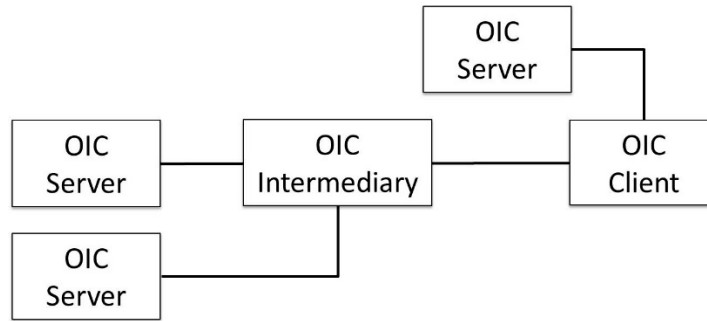 OIC
Server
OIC
Server
OIC
Intermediary
OIC
Client
OIC
Server